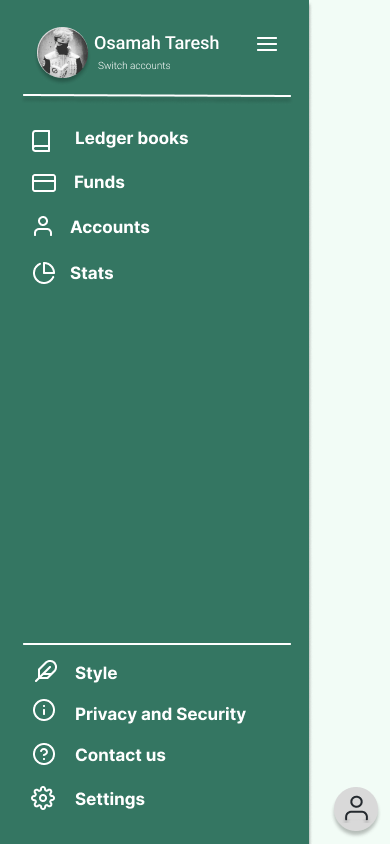 Osamah Taresh
Switch accounts
Ledger books
Funds
Accounts
Stats
Style
Privacy and Security
Contact us
Settings